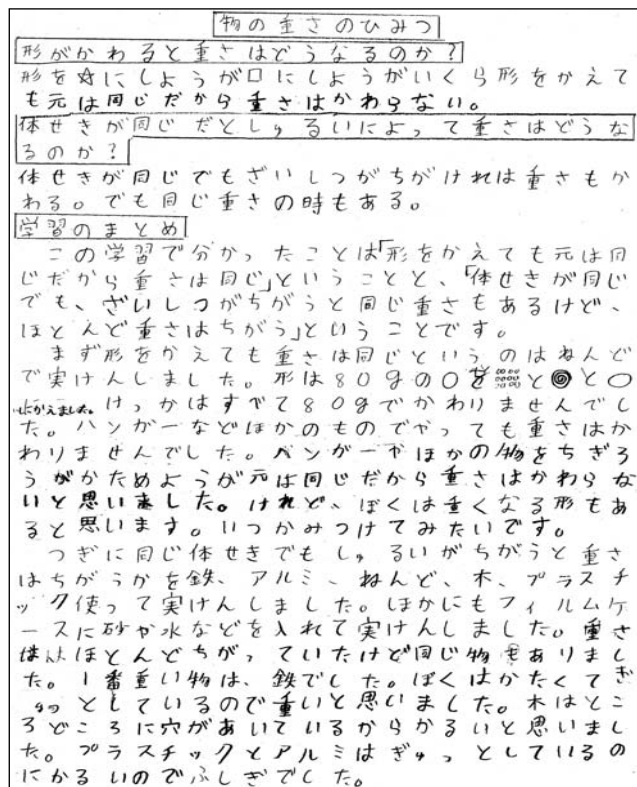 物の重さのひみつ
形がかわると重さはどうなるのか?
形を☆にしようが□にしようがいくら形をかえて
も元は同じだから重さはかわらない。
体せきが同じだとしゅるいによって重さはどうな
るのか?
体せきが同じでもざいしつがちがければ重さもか
わる。でも同じ重さの時もある。
学習のまとめ
この学習で分かったことは「形をかえても元は同
じだから重さは同じ」ということと、「体せきが同じ
でも、ざいしつがちがうと同じ重さもあるけど、
ほとんど重さはちがう」ということです。
まず形をかえても重さは同じというのはねんど
で実けんしました。形は80gの○を と と○
にかえました。けっかはすべて80gでかわりませんでし
た。ハンガーなどほかのものでやっても重さはか
わりませんでした。ハンガーやほかの物をちぎろ
うがかためようが元は同じだから重さはかわらな
いと思いました。けれど、ぼくは重くなる形もあ
ると思います。いつかみつけてみたいです。
つぎに同じ体せきでもしゅるいがちがうと重さ
はちがうかを鉄、アルミ、ねんど、木、プラスチ
ック使って実けんしました。ほかにもフィルムケ
ースに砂や水などを入れて実けんしました。重さ
はほとんどちがっていたけど同じ物もありまし
た。1番重い物は、鉄でした。ぼくはかたくてぎ
ゅっとしているので重いと思いました。木はとこ
ろどころに穴があいているからかるいと思いまし
た。プラスチックとアルミはぎゅっとしているの
にかるいのでふしぎでした。